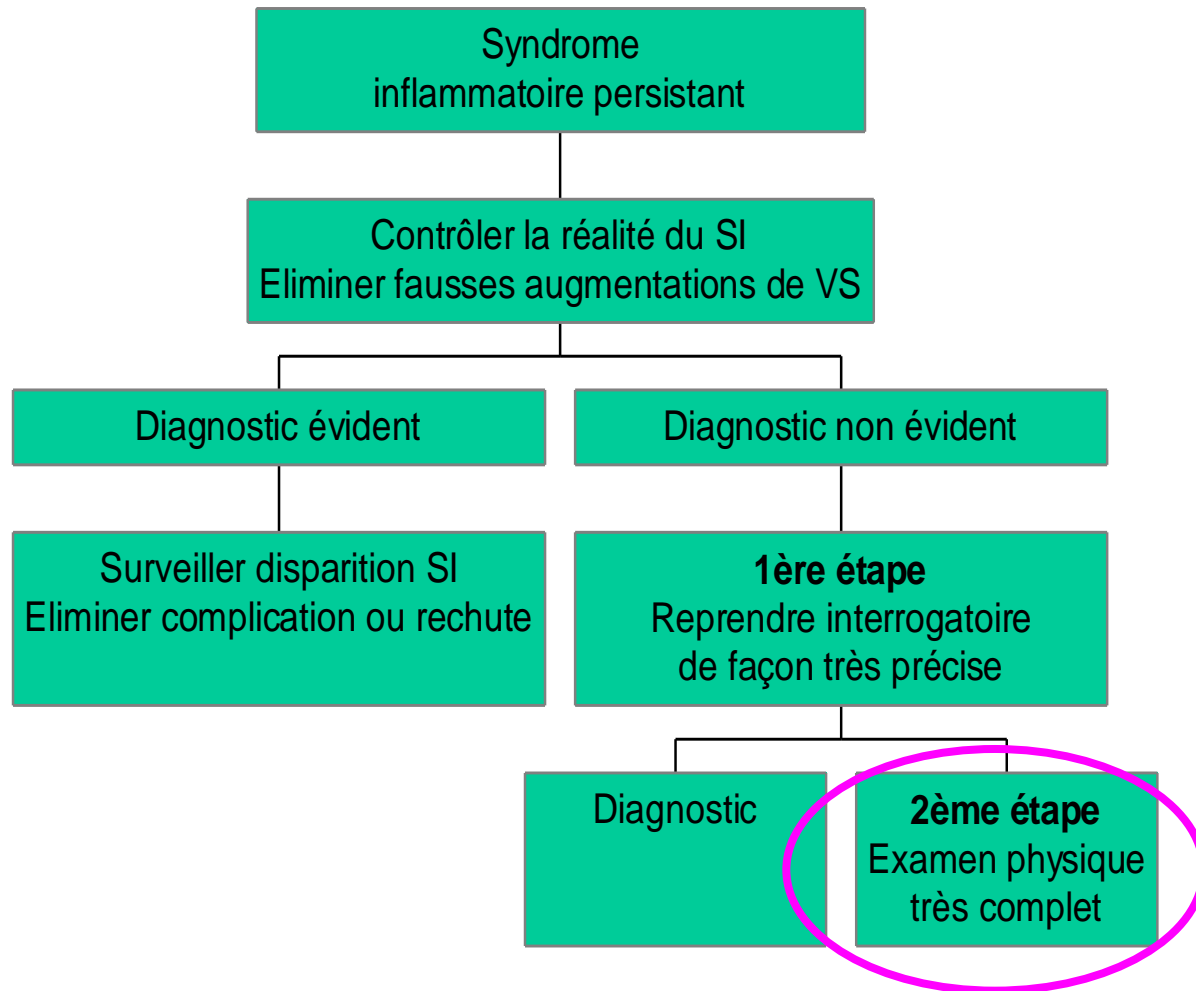 Syndrome
inflammatoire persistant
Contrôler la réalité du SI
Eliminer fausses augmentations de VS
Diagnostic évident
Diagnostic non évident
Surveiller disparition SI
Eliminer complication ou rechute
1ère étape
Reprendre interrogatoire
de façon très précise
Diagnostic
2ème étape
Examen physique
très complet